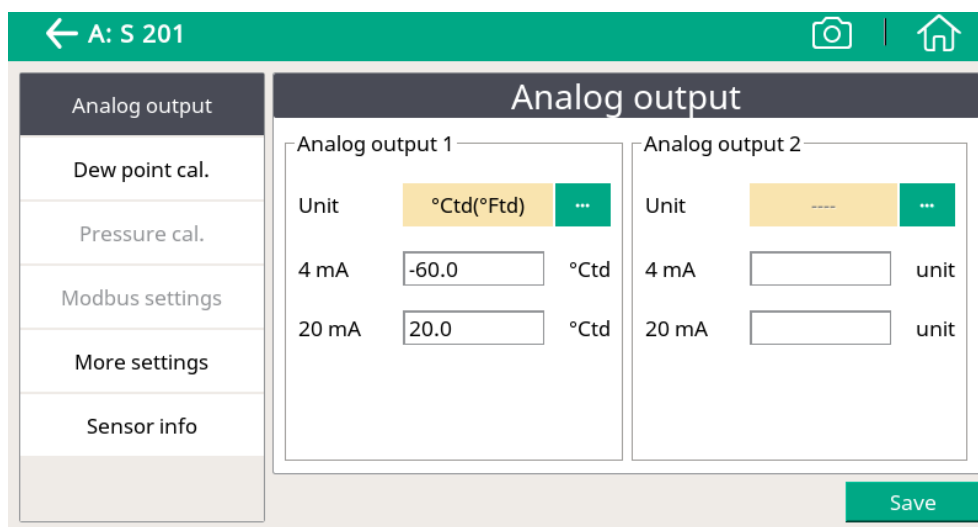 A: S 201
Analog output
Dew point cal.
Pressure cal.
Modbus settings
More settings
Sensor info
Analog output
Analog output 1
Unit °Ctd(°Ftd) ...
4 mA -60.0 °Ctd
20 mA 20.0 °Ctd
Analog output 2
Unit ---- ...
4 mA unit
20 mA unit
Save